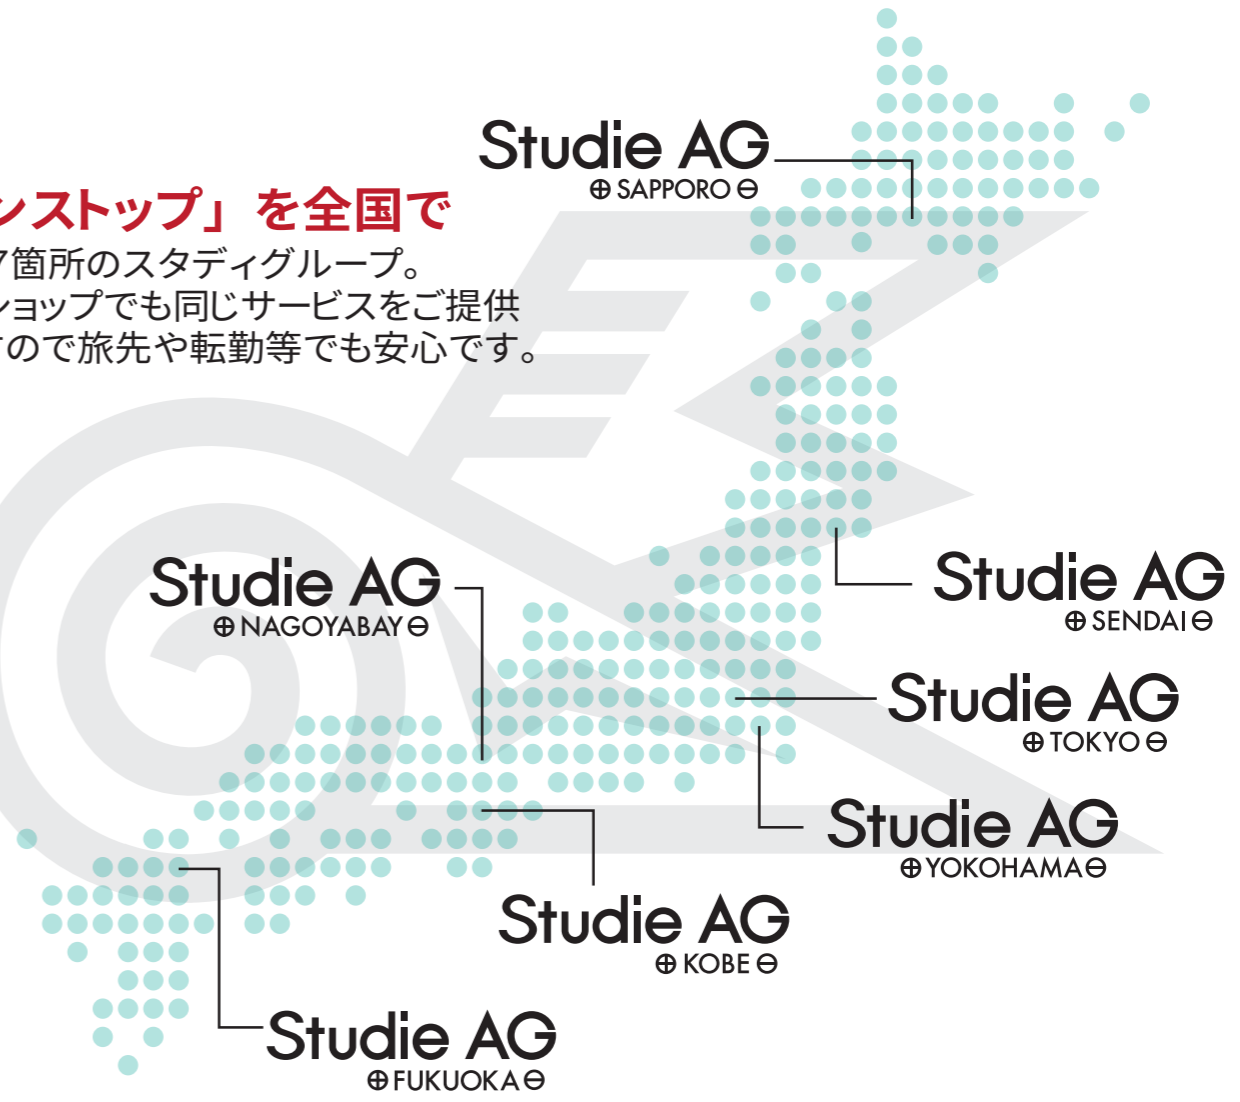 ンストップ」を全国で
7箇所のスタディグループ。
ショップでも同じサービスをご提供
すので旅先や転勤等でも安心です。
Studie AG
⊕ SAPPORO ⊖
Studie AG
⊕ SENDAI ⊖
Studie AG
⊕ NAGOYABAY ⊖
Studie AG
⊕ TOKYO ⊖
Studie AG
⊕ YOKOHAMA ⊖
Studie AG
⊕ KOBE ⊖
Studie AG
⊕ FUKUOKA ⊖